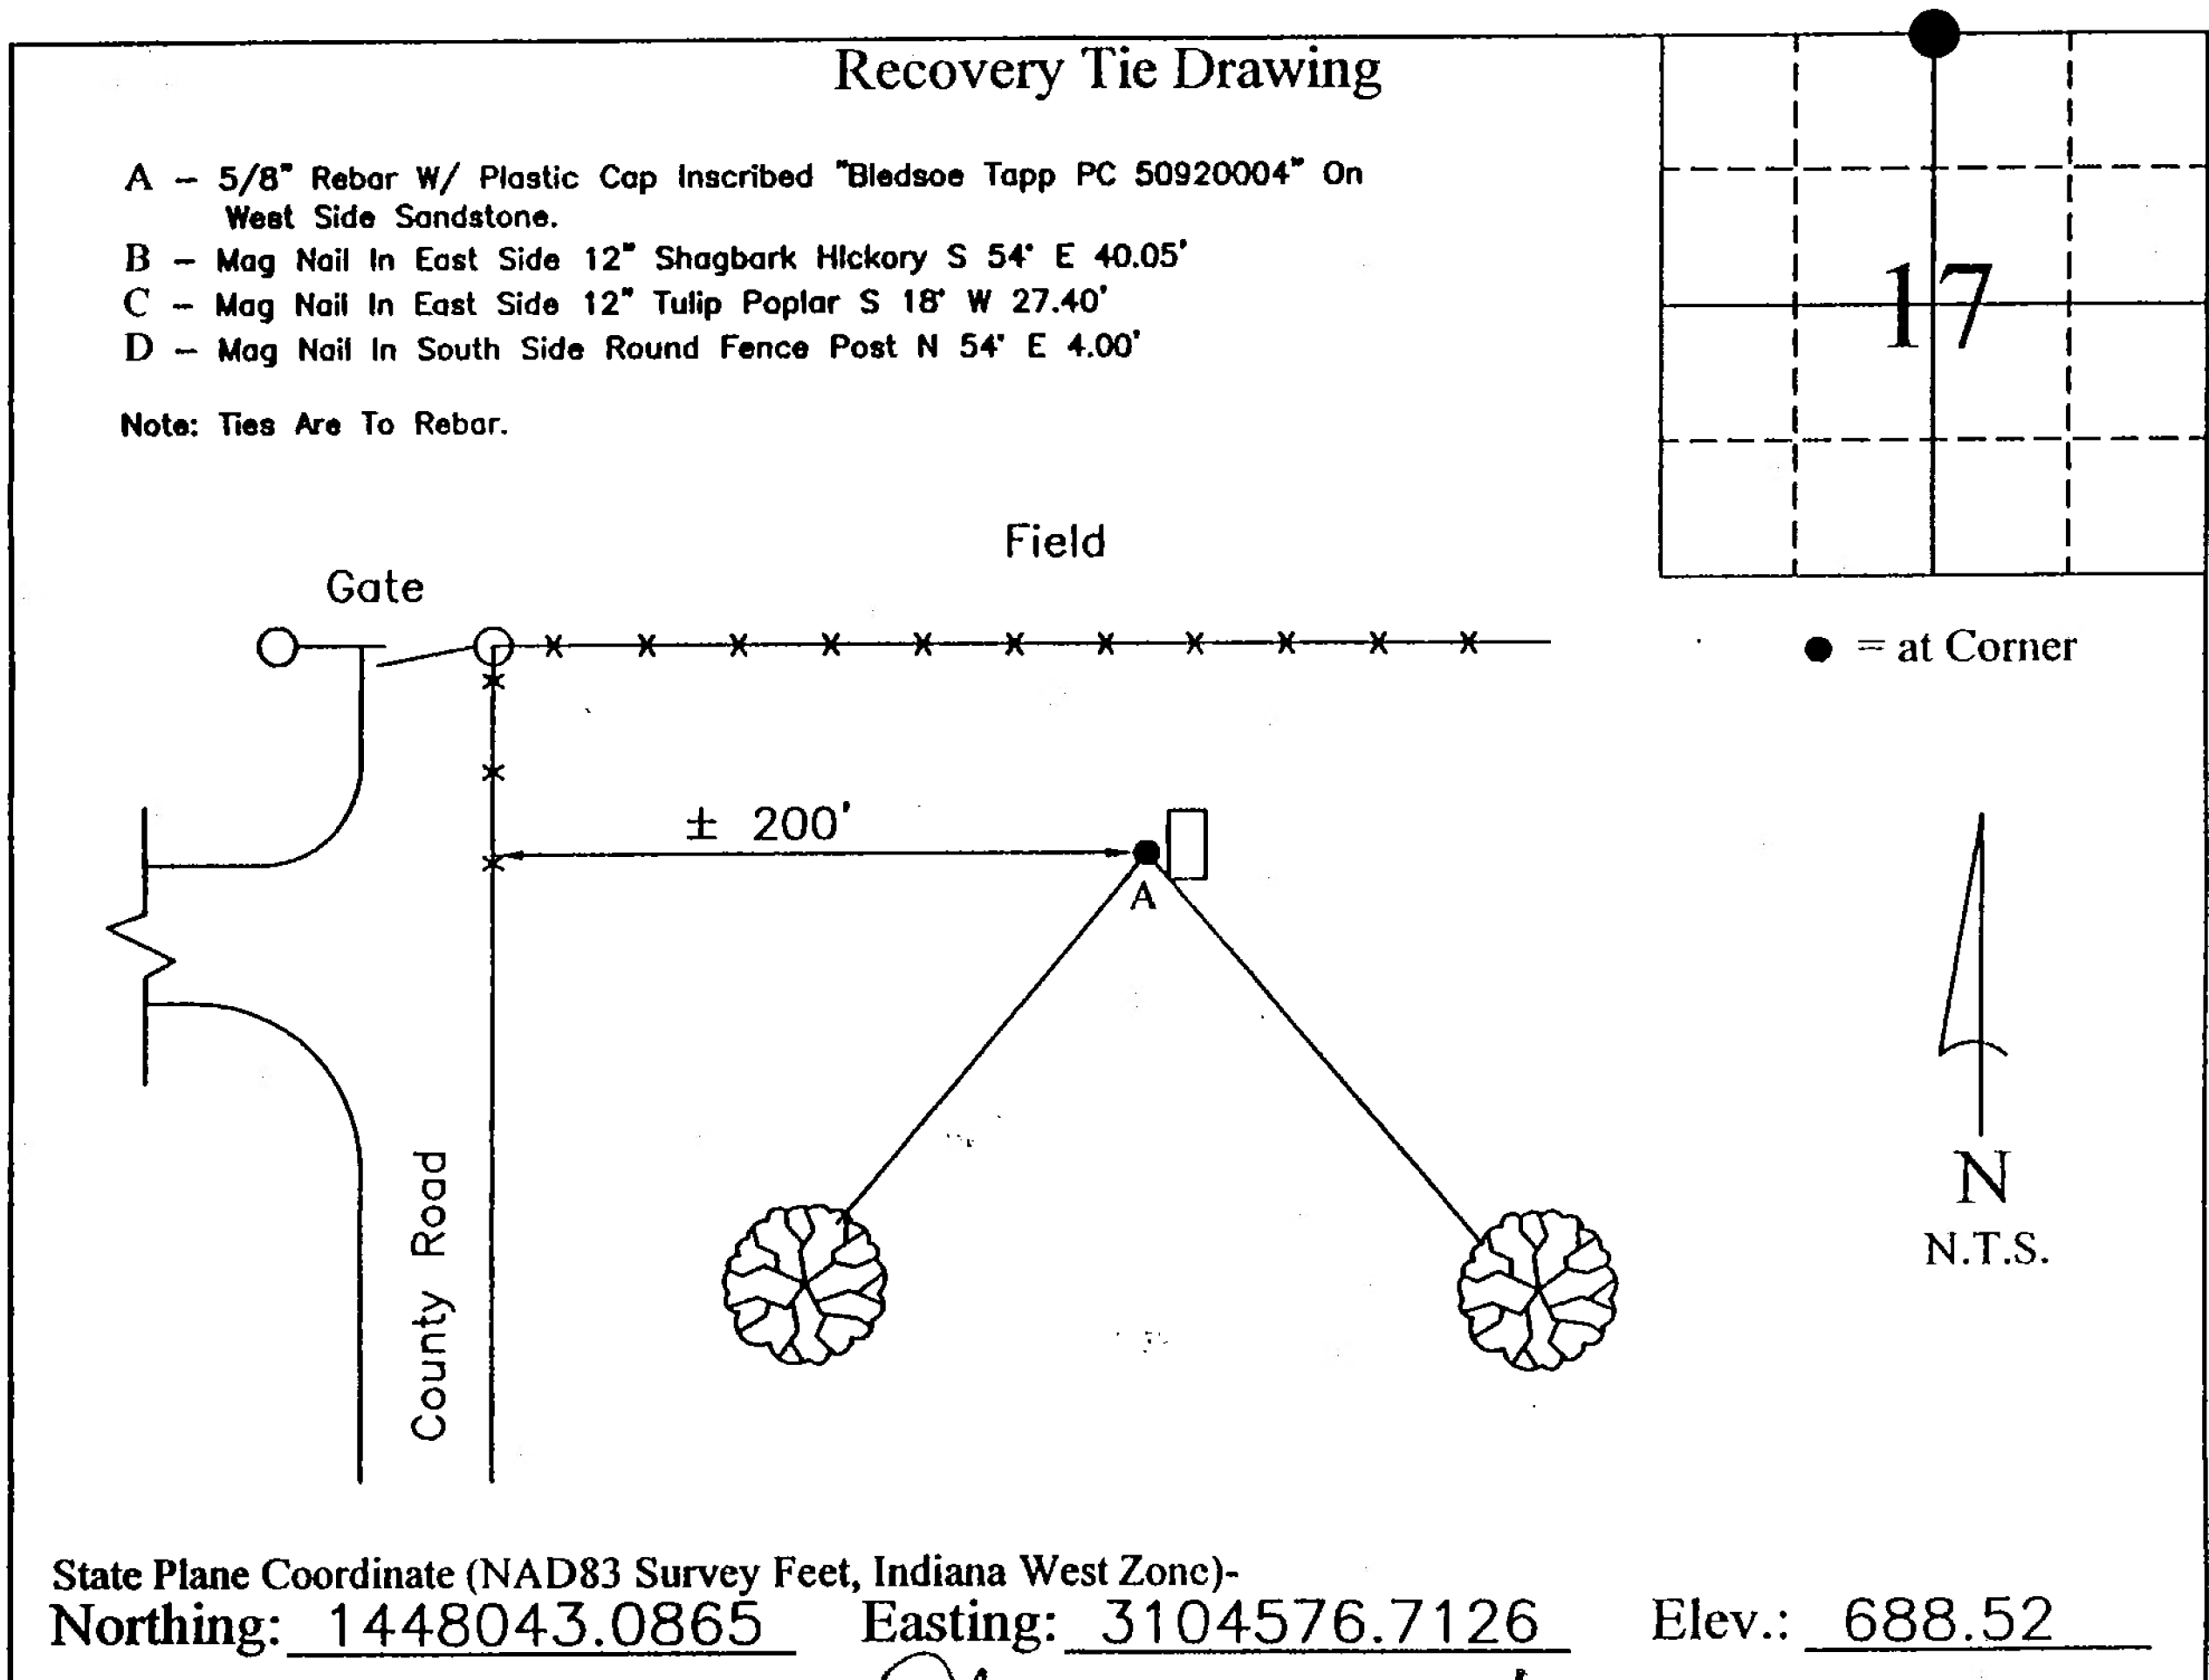 Recovery Tie Drawing
A – 5/8" Rebar W/ Plastic Cap Inscribed "Bledsoe Tapp PC 50920004" On
West Side Sandstone.
B – Mag Nail In East Side 12" Shagbark Hickory S 54° E 40.05'
C – Mag Nail In East Side 12" Tulip Poplar S 18° W 27.40'
D – Mag Nail In South Side Round Fence Post N 54° E 4.00'
Note: Ties Are To Rebar.
17
Field
Gate
● = at Corner
± 200'
A
County Road
N
N.T.S.
State Plane Coordinate (NAD83 Survey Feet, Indiana West Zone)-
Northing: 1448043.0865 Easting: 3104576.7126 Elev.: 688.52